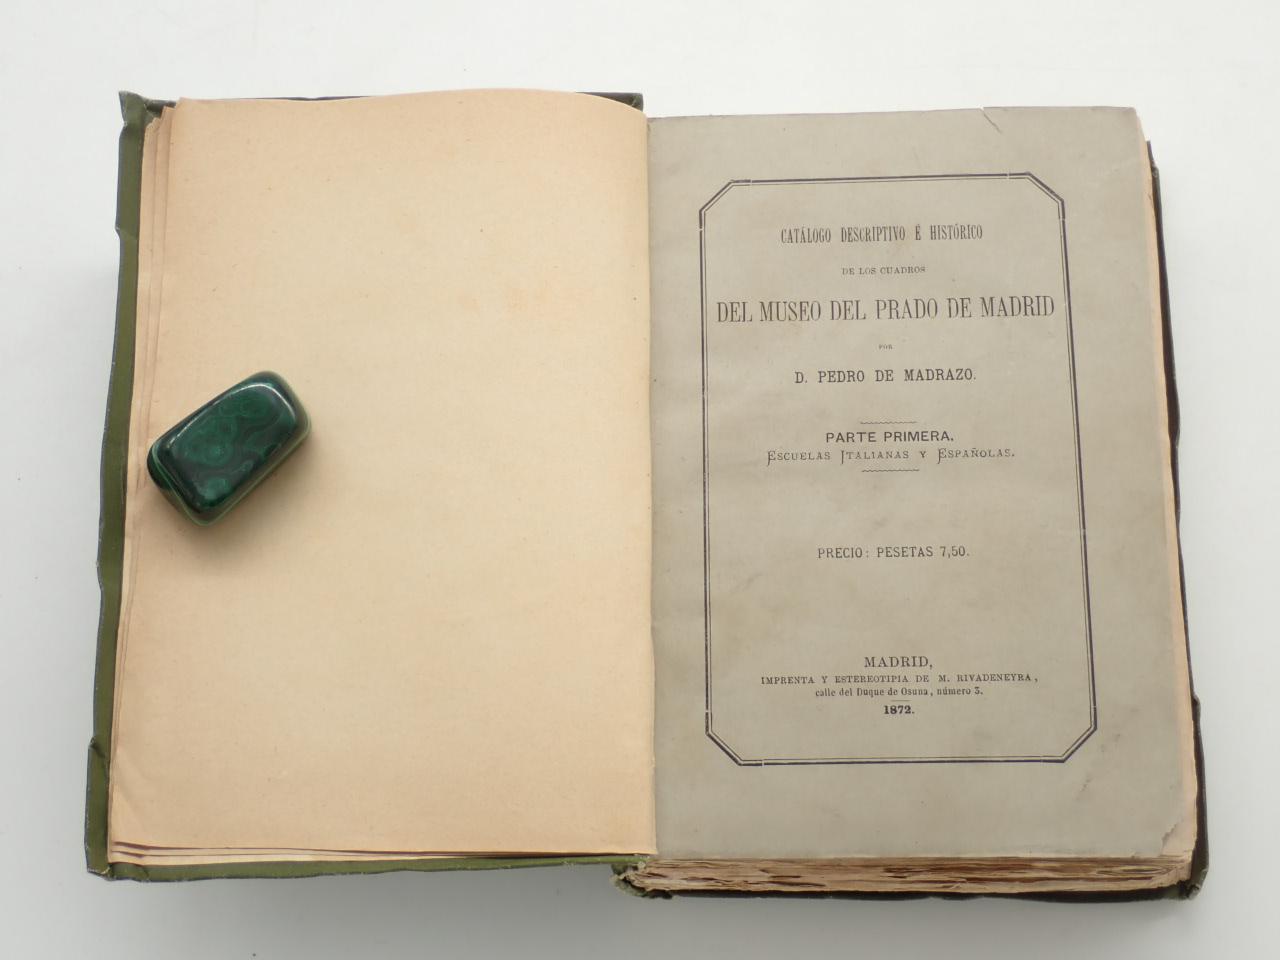 CATÁLOGO DESCRIPTIVO É HISTÓRICO
DE LOS CUADROS
DEL MUSEO DEL PRADO DE MADRID
POR
D. PEDRO DE MADRAZO.
PARTE PRIMERA.
ESCUELAS ITALIANAS Y ESPAÑOLAS.
PRECIO: PESETAS 7,50.
MADRID,
IMPRENTA Y ESTEREOTIPIA DE M. RIVADENEYRA,
calle del Duque de Osuna, número 3.
1872.